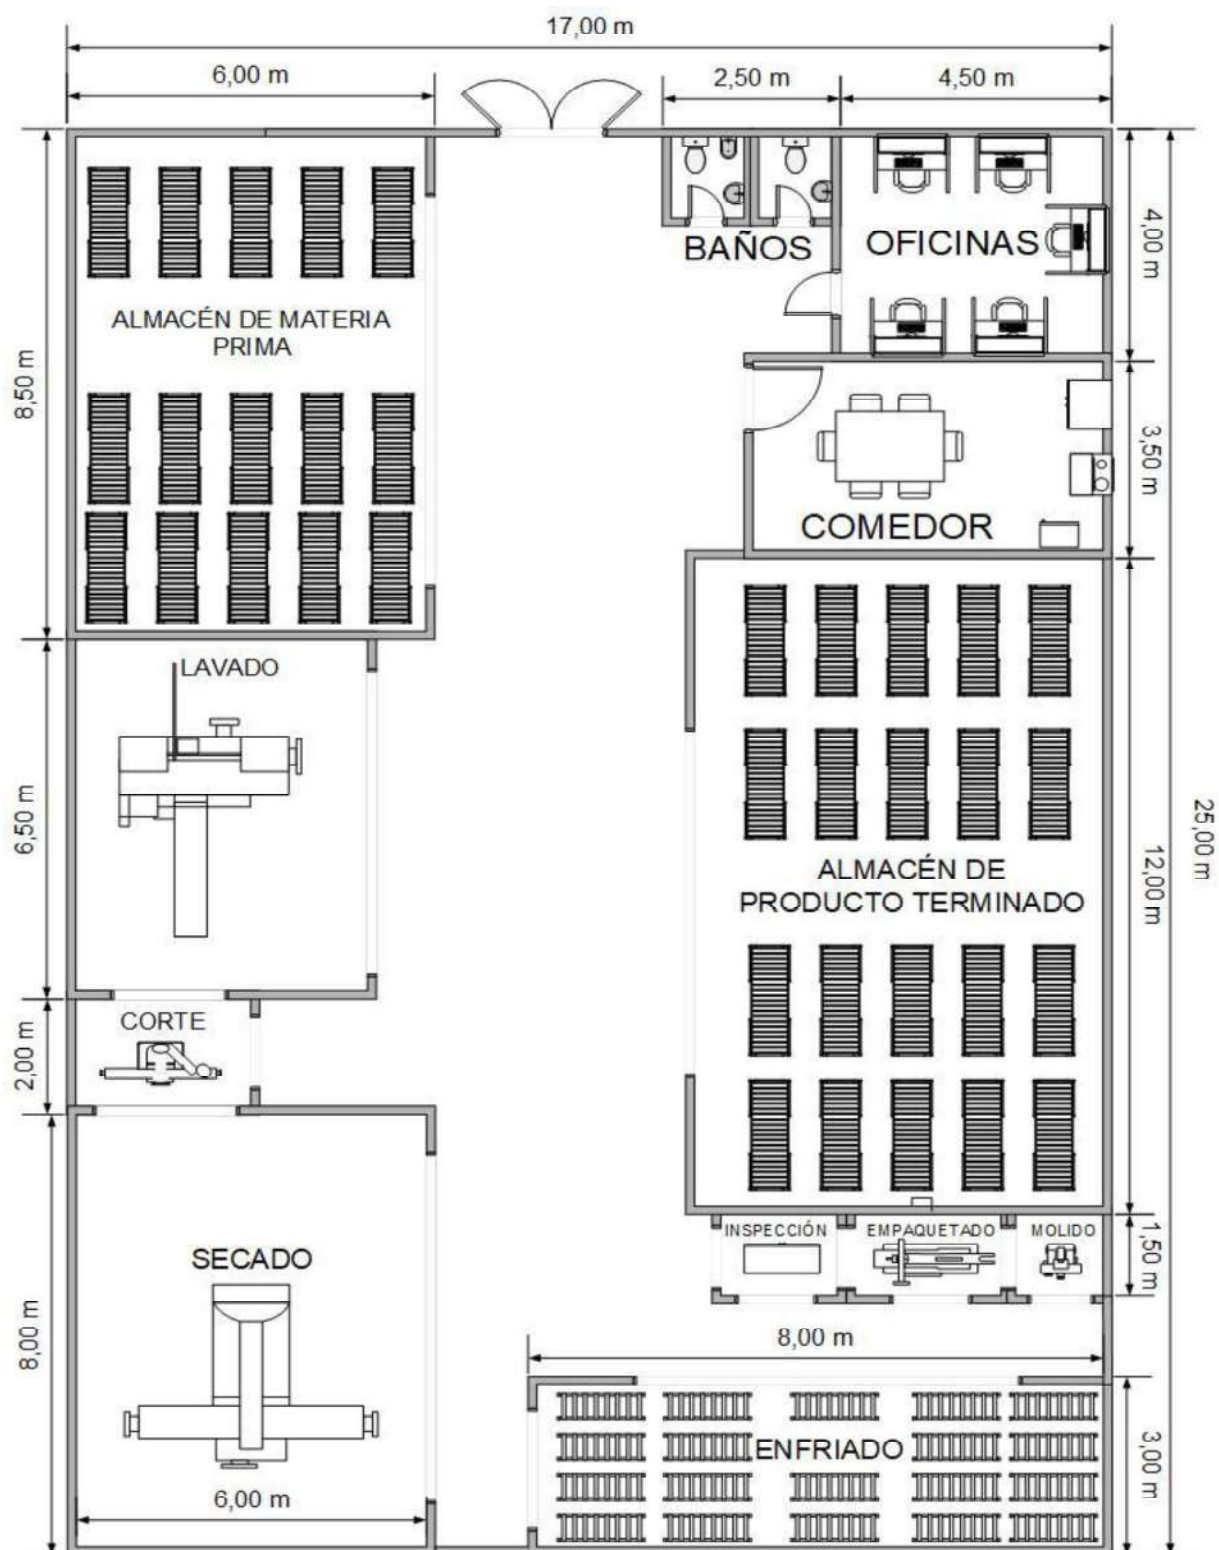 17,00 m
6,00 m
2,50 m
4,50 m
BAÑOS
OFICINAS
4,00 m
ALMACÉN DE MATERIA
PRIMA
8,50 m
3,50 m
COMEDOR
LAVADO
6,50 m
25,00 m
12,00 m
ALMACÉN DE
PRODUCTO TERMINADO
CORTE
2,00 m
INSPECCIÓN
EMPAQUETADO
MOLIDO
1,50 m
SECADO
8,00 m
8,00 m
ENFRIADO
3,00 m
6,00 m